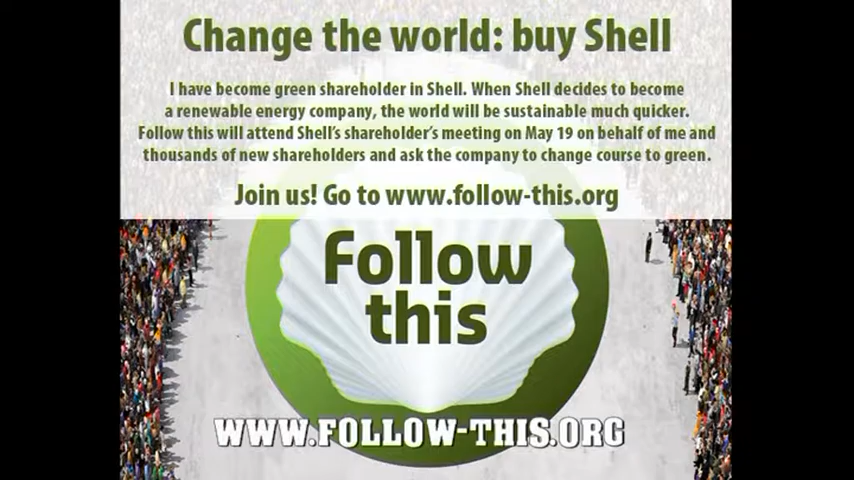 Change the world: buy Shell
I have become green shareholder in Shell. When Shell decides to become
a renewable energy company, the world will be sustainable much quicker.
Follow this will attend Shell's shareholder's meeting on May 19 on behalf of me and
thousands of new shareholders and ask the company to change course to green.
Join us! Go to www.follow-this.org
Follow
this
WWW.FOLLOW-THIS.ORG